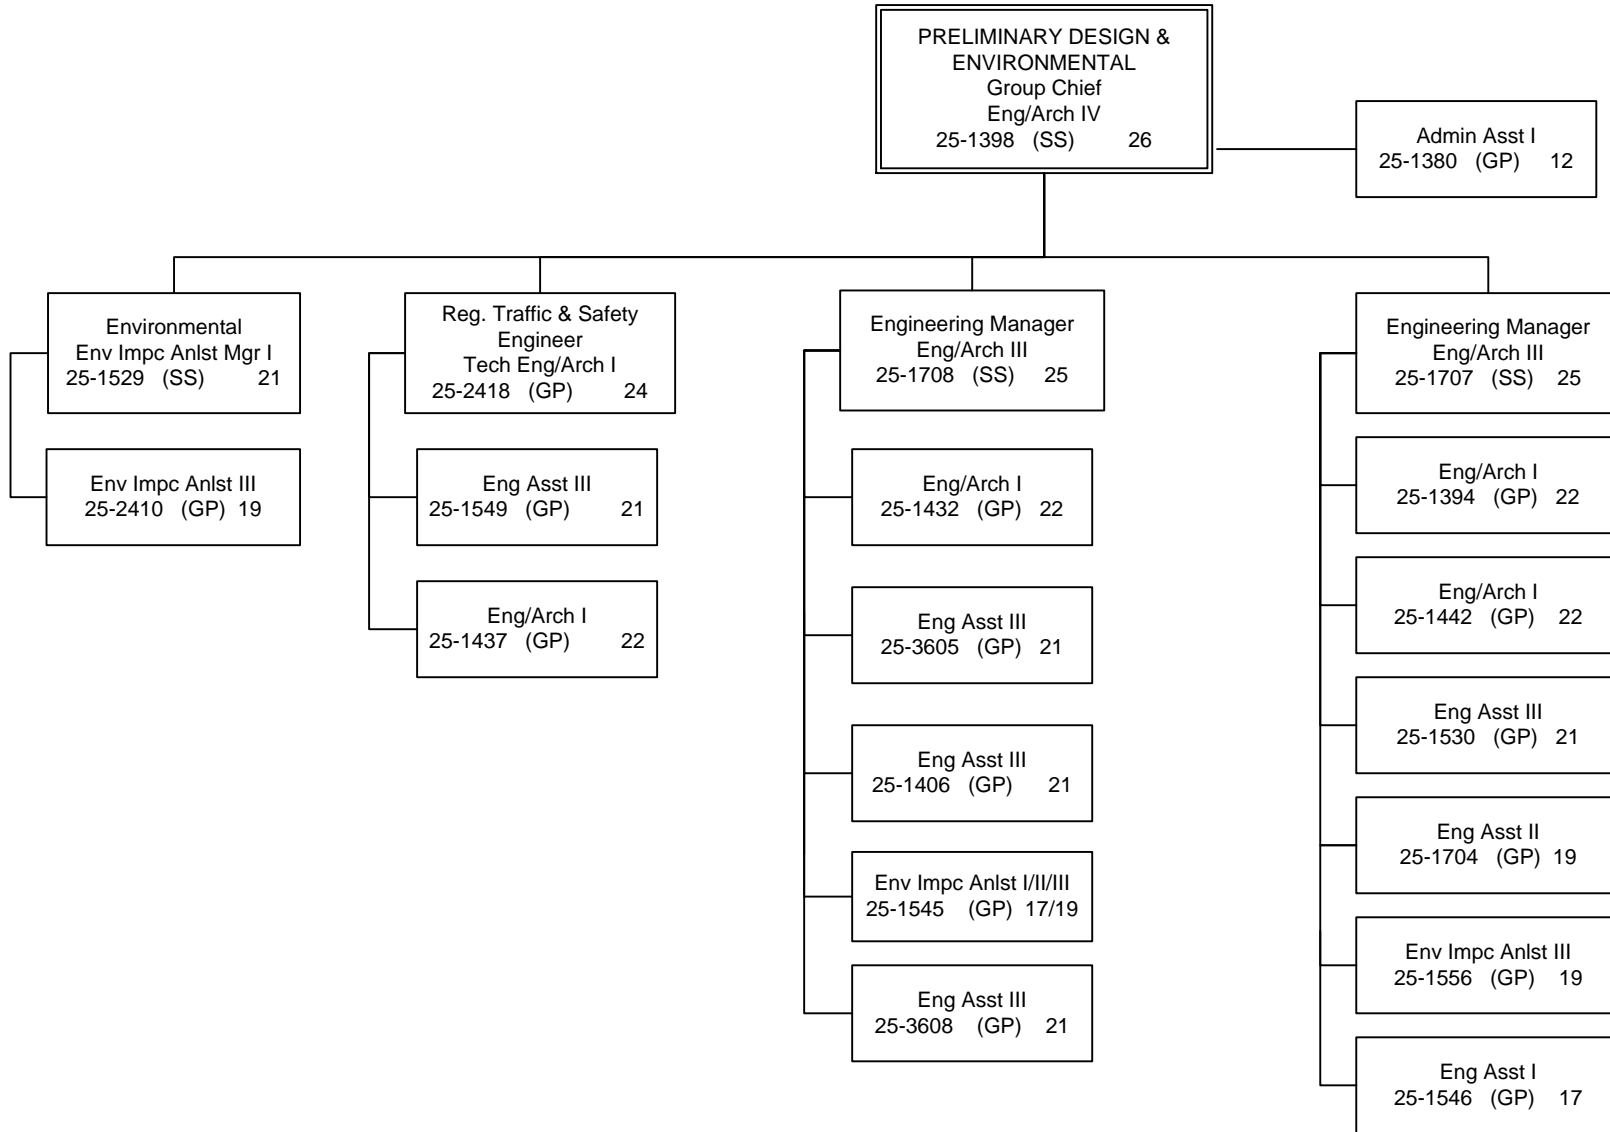 PRELIMINARY DESIGN &
ENVIRONMENTAL
Group Chief
Eng/Arch IV
25-1398 (SS) 26
Admin Asst I
25-1380 (GP) 12
Environmental
Env Impc Anlst Mgr I
25-1529 (SS) 21
Env Impc Anlst III
25-2410 (GP) 19
Reg. Traffic & Safety
Engineer
Tech Eng/Arch I
25-2418 (GP) 24
Eng Asst III
25-1549 (GP) 21
Eng/Arch I
25-1437 (GP) 22
Engineering Manager
Eng/Arch III
25-1708 (SS) 25
Eng/Arch I
25-1432 (GP) 22
Eng Asst III
25-3605 (GP) 21
Eng Asst III
25-1406 (GP) 21
Env Impc Anlst I/II/III
25-1545 (GP) 17/19
Eng Asst III
25-3608 (GP) 21
Engineering Manager
Eng/Arch III
25-1707 (SS) 25
Eng/Arch I
25-1394 (GP) 22
Eng/Arch I
25-1442 (GP) 22
Eng Asst III
25-1530 (GP) 21
Eng Asst II
25-1704 (GP) 19
Env Impc Anlst III
25-1556 (GP) 19
Eng Asst I
25-1546 (GP) 17